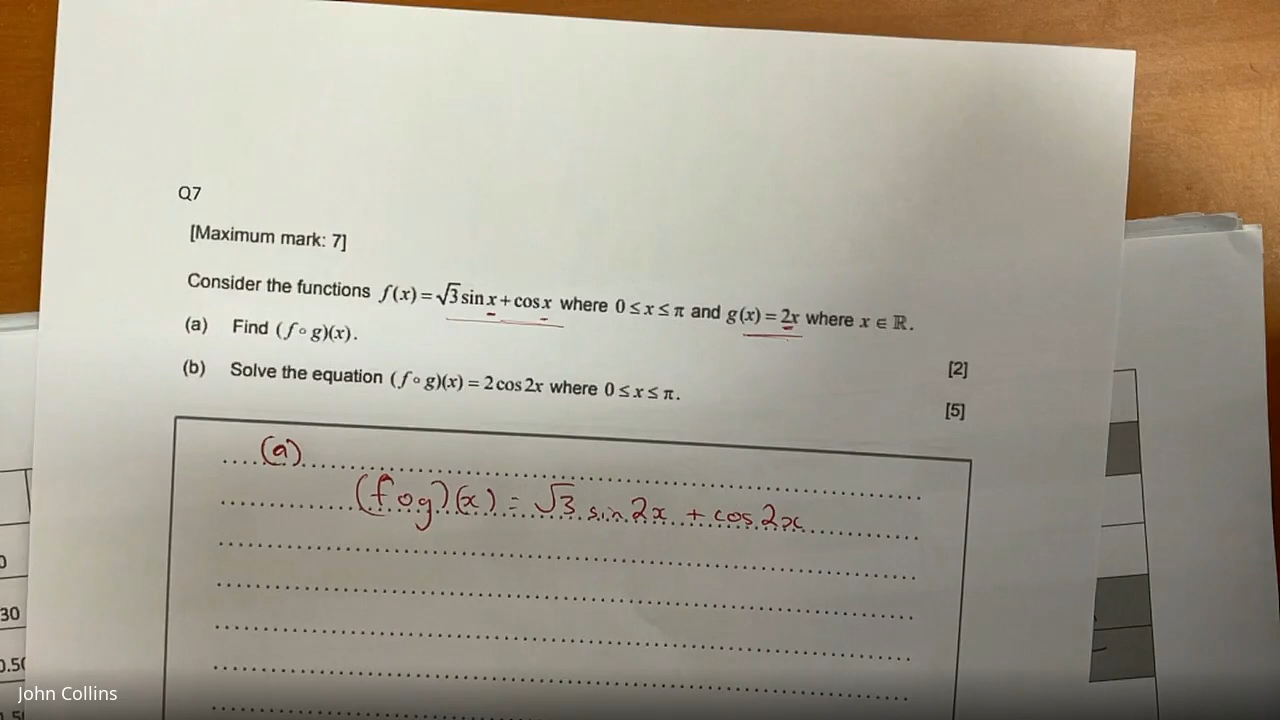 Q7
[Maximum mark: 7]
Consider the functions f(x) = √3 sin x + cos x where 0 ≤ x ≤ π and g(x) = 2x where x ∈ ℝ.
(a) Find (f ∘ g)(x).
[2]
(b) Solve the equation (f ∘ g)(x) = 2 cos 2x where 0 ≤ x ≤ π.
[5]
(a)
(f o g)(x) = √3 sin 2x + cos 2x
30
John Collins